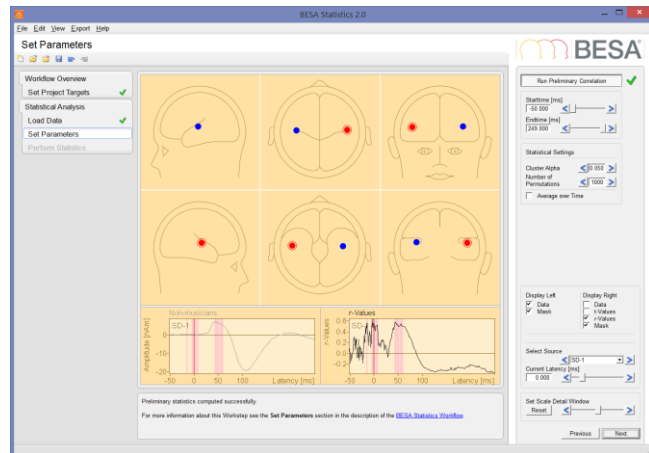 BESA Statistics 2.0
File Edit View Export Help
Set Parameters
BESA
Workflow Overview
Set Project Targets
Statistical Analysis
Load Data
Set Parameters
Perform Statistics
Non-musicians
SD-1
Amplitude [nAm]
0
-10
-20
-50 0 50 100 Latency [ms]
r-Values
SD-1
r-Values
0.6
0.4
0.2
-0.0
-0.2
-50 0 50 100 Latency [ms]
Preliminary statistics computed successfully.
For more information about this Workstep see the Set Parameters section in the description of the BESA Statistics Workflow.
Run Preliminary Correlation
Starttime [ms]
-50.000
Endtime [ms]
249.000
Statistical Settings
Cluster Alpha 0.050
Number of
Permutations 1000
Average over Time
Display Left Display Right
Data Data
Mask t-Values
r-Values
Mask
Select Source
SD-1
Current Latency [ms]
0.000
Set Scale Detail Window
Reset
Previous Next